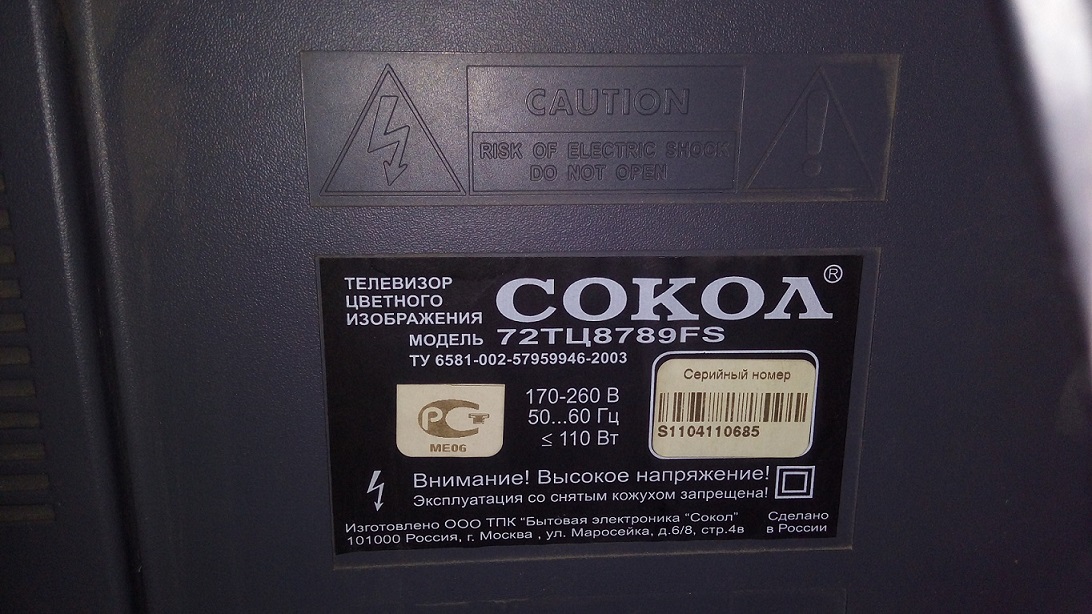 CAUTION
RISK OF ELECTRIC SHOCK
DO NOT OPEN
ТЕЛЕВИЗОР
ЦВЕТНОГО
ИЗОБРАЖЕНИЯ
СОКОЛ®
МОДЕЛЬ 72ТЦ8789FS
ТУ 6581-002-57959946-2003
РСТ
МЕ06
170-260 В
50...60 Гц
≤ 110 Вт
Серийный номер
S1104110685
Внимание! Высокое напряжение!
Эксплуатация со снятым кожухом запрещена!
Изготовлено ООО ТПК "Бытовая электроника "Сокол"
101000 Россия, г. Москва , ул. Маросейка, д.6/8, стр.4в
Сделано
в России